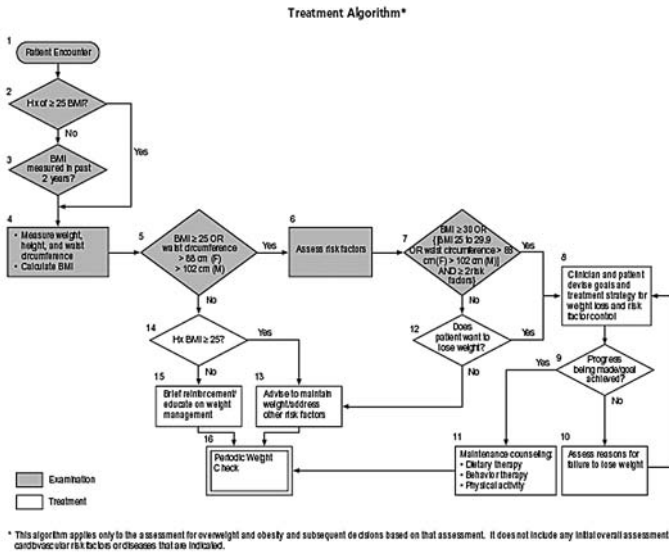 Treatment Algorithm*
1
Patient Encounter
2
Hx of ≥ 25 BMI?
No
Yes
3
BMI
measured in past
2 years?
4
• Measure weight,
height, and waist
circumference
• Calculate BMI
5
BMI ≥ 25 OR
waist circumference
> 88 cm (F)
> 102 cm (M)
Yes
No
6
Assess risk factors
7
BMI ≥ 30 OR
{[BMI 25 to 29.9
OR waist circumference > 88
cm (F) > 102 cm (M)]
AND ≥ 2 risk
factors}
Yes
No
8
Clinician and patient
devise goals and
treatment strategy for
weight loss and risk
factor control
14
Hx BMI ≥ 25?
Yes
No
12
Does
patient want to
lose weight?
Yes
No
9
Progress
being made/goal
achieved?
Yes
No
15
Brief reinforcement/
educate on weight
management
13
Advise to maintain
weight/address
other risk factors
16
Periodic Weight
Check
11
Maintenance counseling:
• Dietary therapy
• Behavior therapy
• Physical activity
10
Assess reasons for
failure to lose weight
Examination
Treatment
* This algorithm applies only to the assessment for overweight and obesity and subsequent decisions based on that assessment. It does not include any initial overall assessment
cardiovascular risk factors or diseases that are indicated.